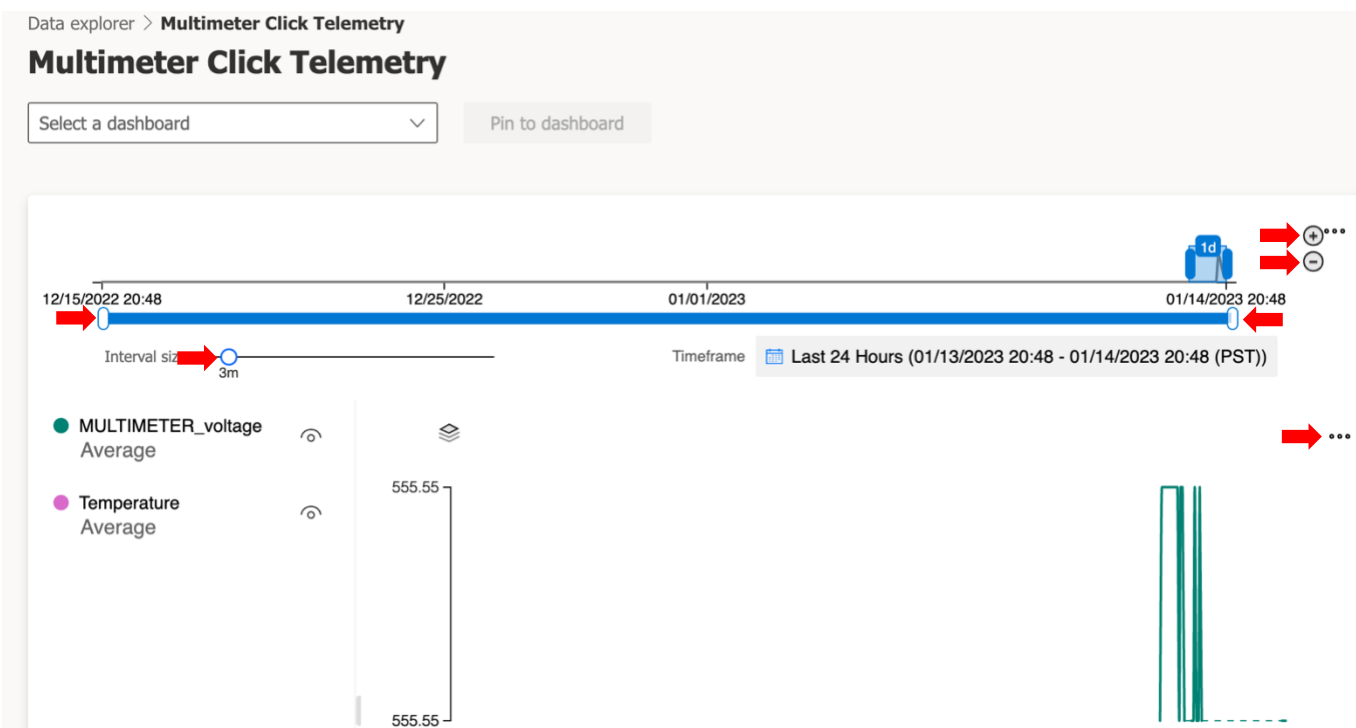 Data explorer > Multimeter Click Telemetry
Multimeter Click Telemetry
Select a dashboard
Pin to dashboard
1d
12/15/2022 20:48
12/25/2022
01/01/2023
01/14/2023 20:48
Interval siz
3m
Timeframe
Last 24 Hours (01/13/2023 20:48 - 01/14/2023 20:48 (PST))
MULTIMETER_voltage
Average
Temperature
Average
555.55
555.55